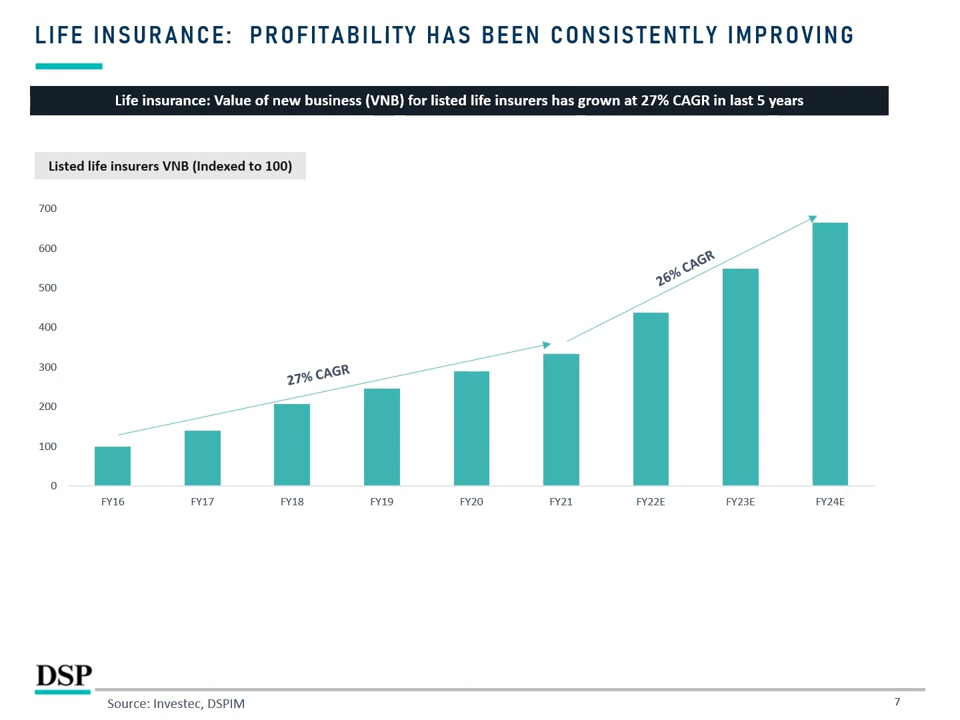 LIFE INSURANCE: PROFITABILITY HAS BEEN CONSISTENTLY IMPROVING
Life insurance: Value of new business (VNB) for listed life insurers has grown at 27% CAGR in last 5 years
Listed life insurers VNB (Indexed to 100)
700
600
500
400
300
200
100
0
27% CAGR
26% CAGR
FY16 FY17 FY18 FY19 FY20 FY21 FY22E FY23E FY24E
DSP
Source: Investec, DSPIM
7